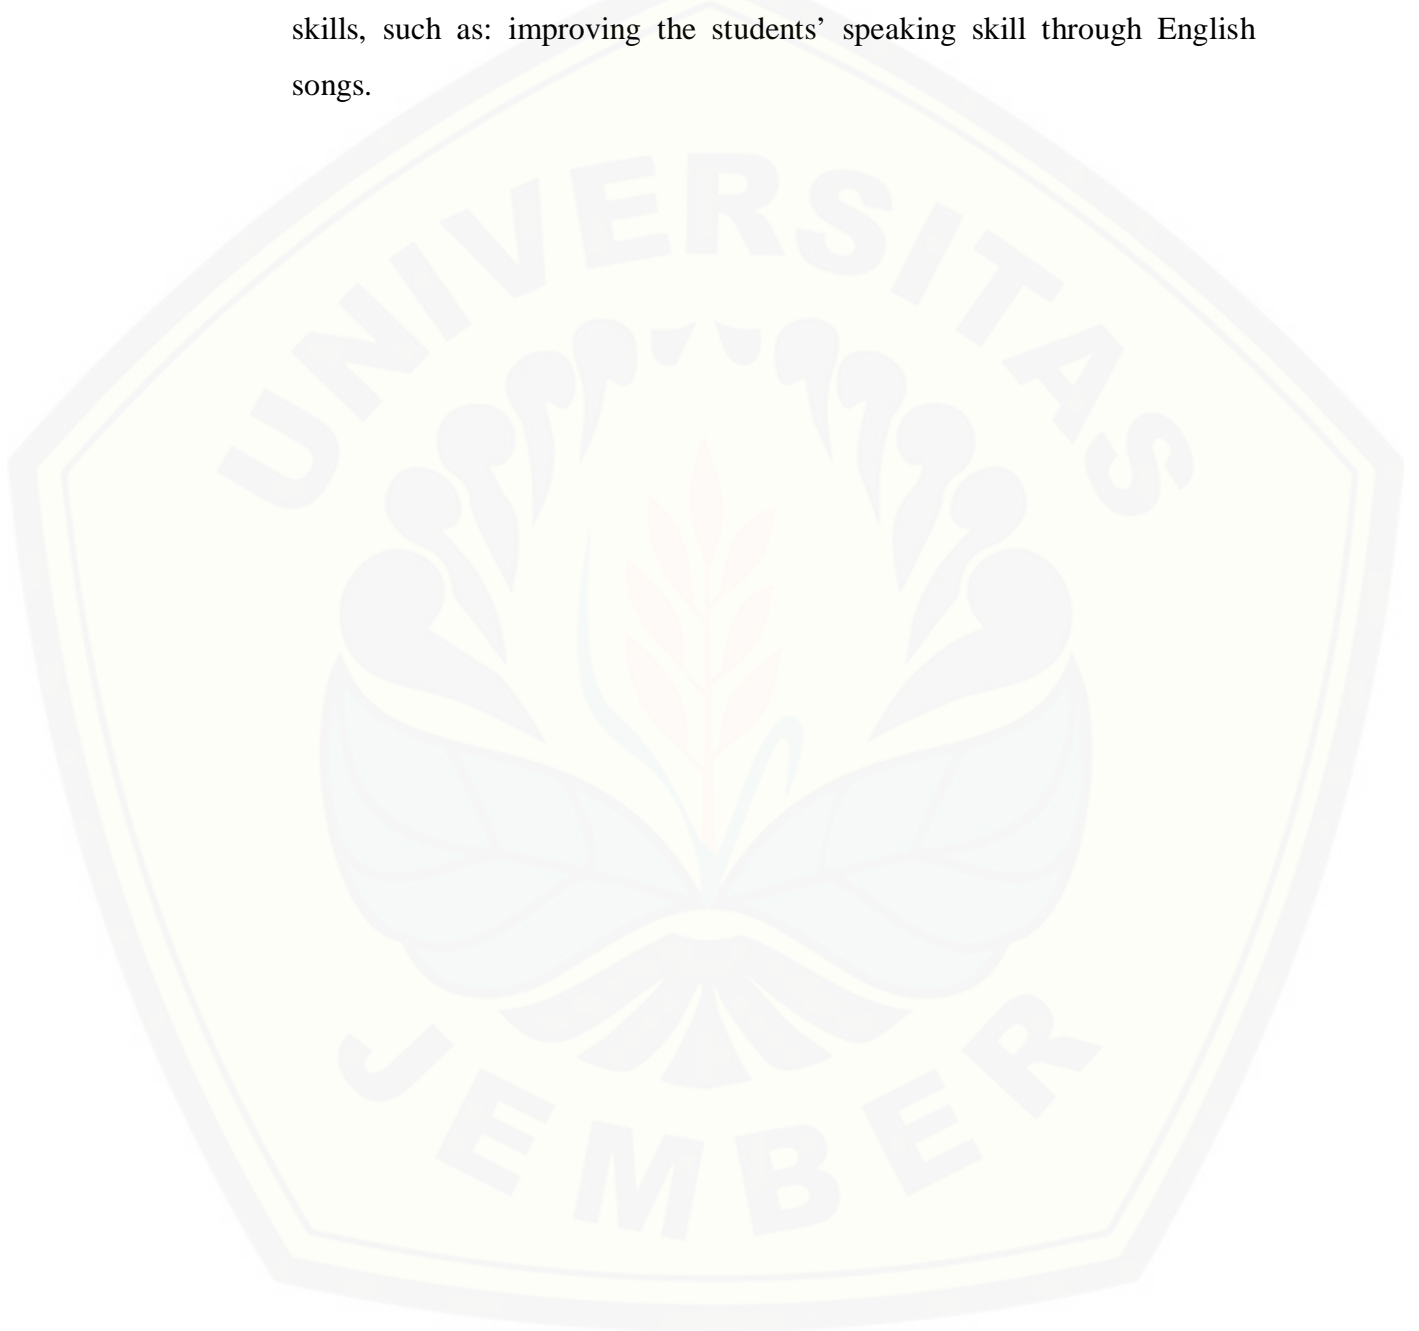 skills, such as: improving the students’ speaking skill through English
songs.
UNIVERSITAS
JEMBER